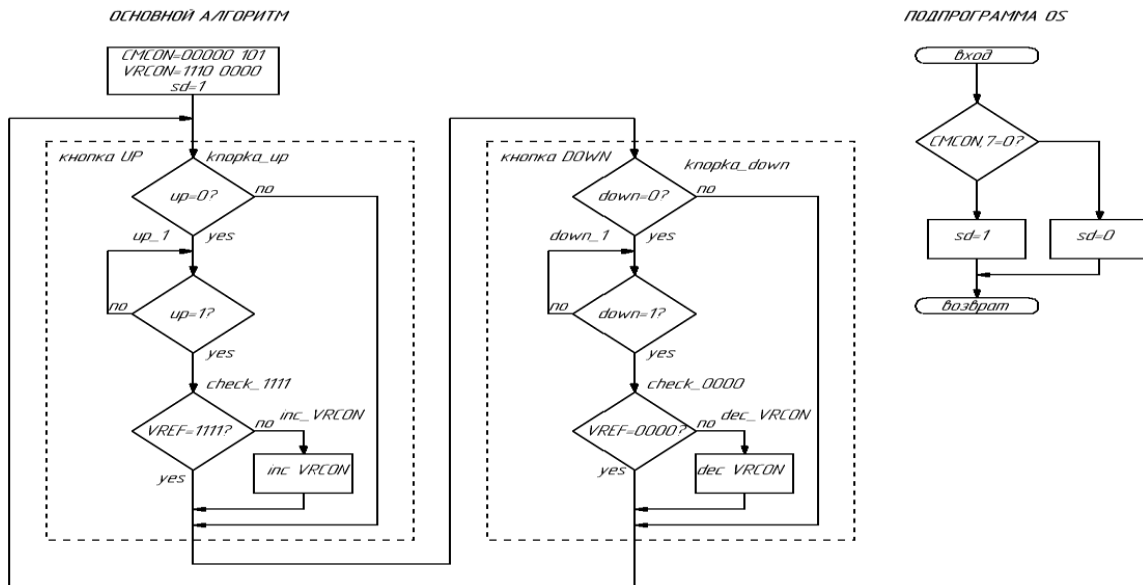 ОСНОВНОЙ АЛГОРИТМ
CMCON=00000 101
VRCON=1110 0000
sd=1
кнопка UP
knopka_up
up=0?
no
yes
up_1
up=1?
no
yes
check_1111
VREF=1111?
no
inc_VRCON
inc VRCON
yes
кнопка DOWN
knopka_down
down=0?
no
yes
down_1
down=1?
no
yes
check_0000
VREF=0000?
no
dec_VRCON
dec VRCON
yes
ПОДПРОГРАММА OS
вход
CMCON,7=0?
sd=1
sd=0
возврат